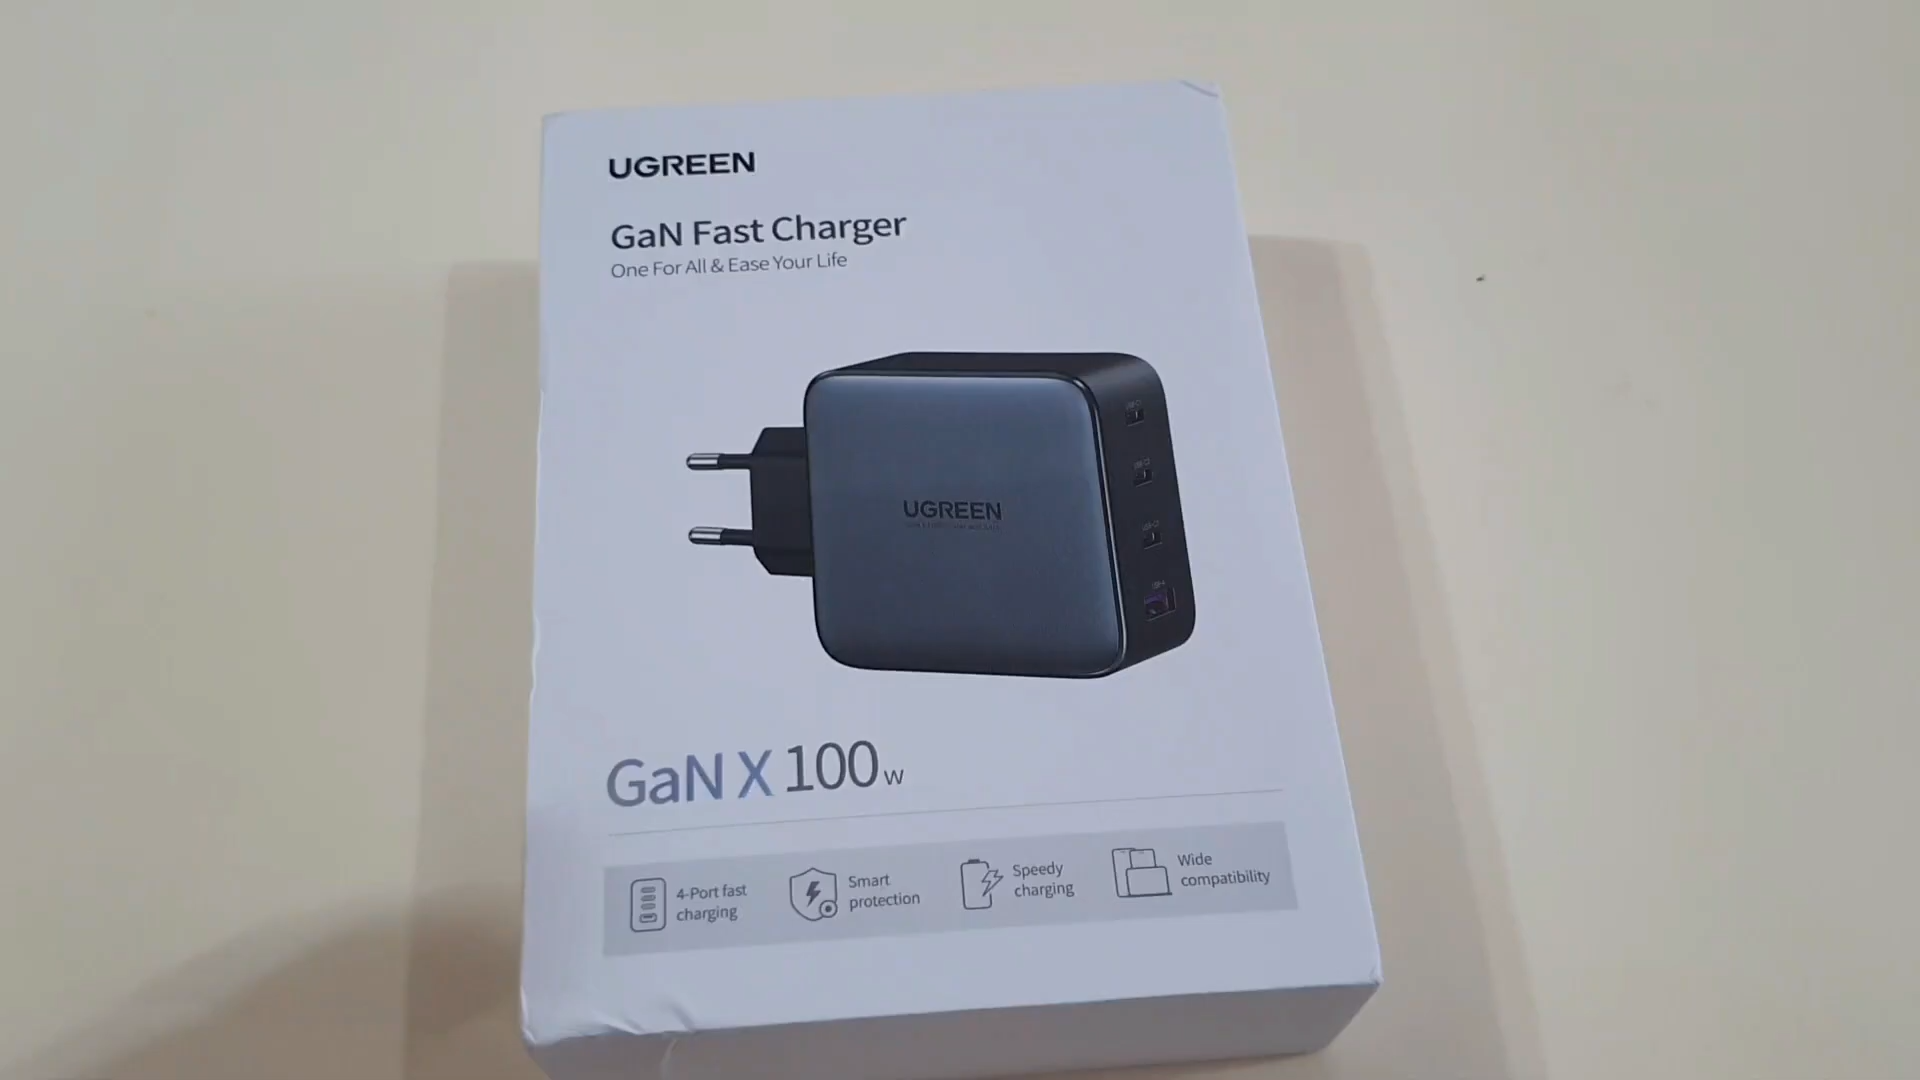 UGREEN
GaN Fast Charger
One For All & Ease Your Life
UGREEN
GaN X 100w
4-Port fast
charging
Smart
protection
Speedy
charging
Wide
compatibility